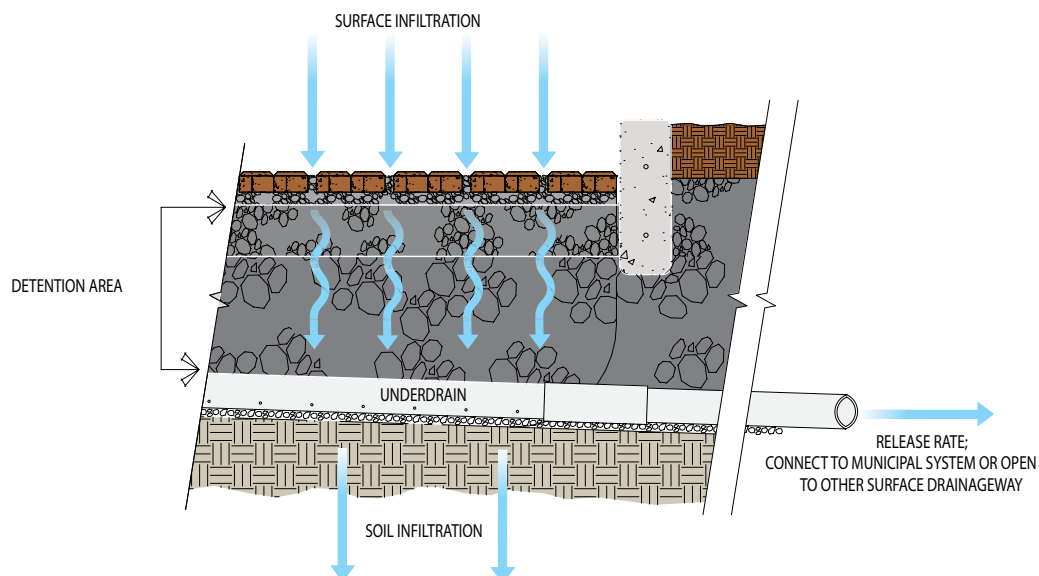 SURFACE INFILTRATION
DETENTION AREA
UNDERDRAIN
RELEASE RATE;
CONNECT TO MUNICIPAL SYSTEM OR OPEN
TO OTHER SURFACE DRAINAGEWAY
SOIL INFILTRATION